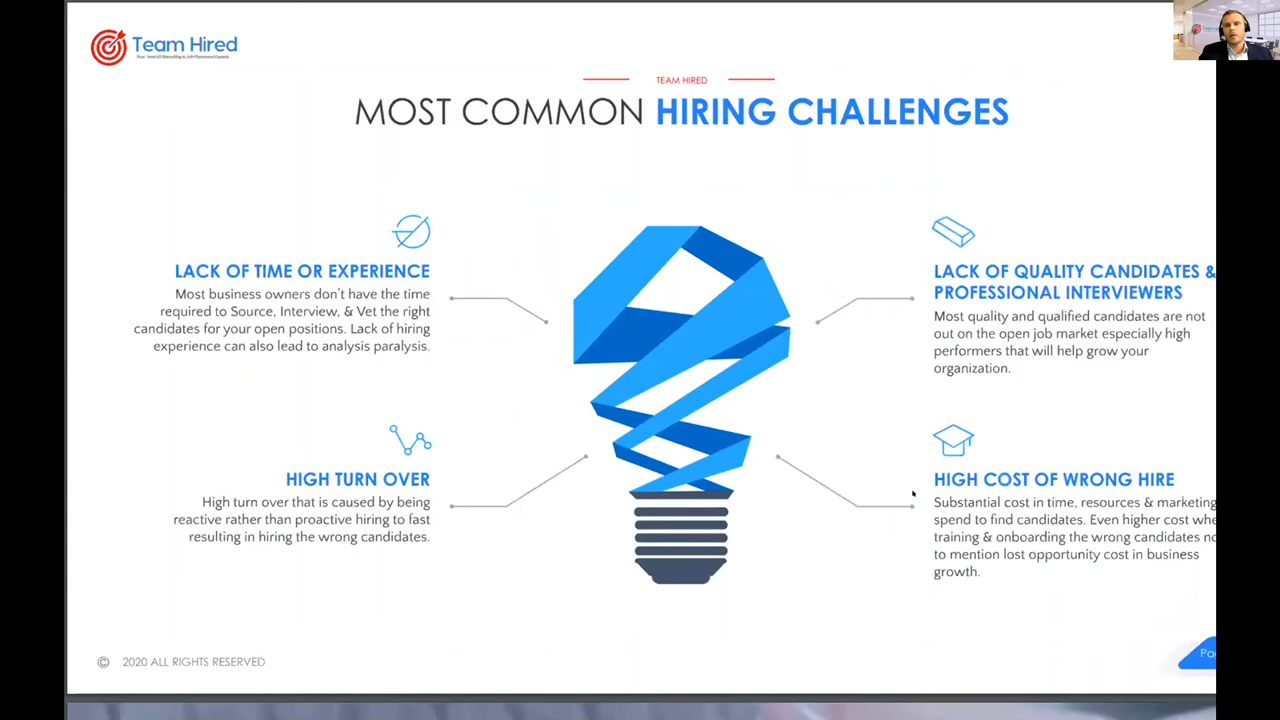 Team Hired
TEAM HIRED
MOST COMMON HIRING CHALLENGES
LACK OF TIME OR EXPERIENCE
Most business owners don't have the time
required to Source, Interview, & Vet the right
candidates for your open positions. Lack of hiring
experience can also lead to analysis paralysis.
HIGH TURN OVER
High turn over that is caused by being
reactive rather than proactive hiring to fast
resulting in hiring the wrong candidates.
LACK OF QUALITY CANDIDATES &
PROFESSIONAL INTERVIEWERS
Most quality and qualified candidates are not
out on the open job market especially high
performers that will help grow your
organization.
HIGH COST OF WRONG HIRE
Substantial cost in time, resources & marketing
spend to find candidates. Even higher cost
training & onboarding the wrong candidates
to mention lost opportunity cost in business
growth.
© 2020 ALL RIGHTS RESERVED